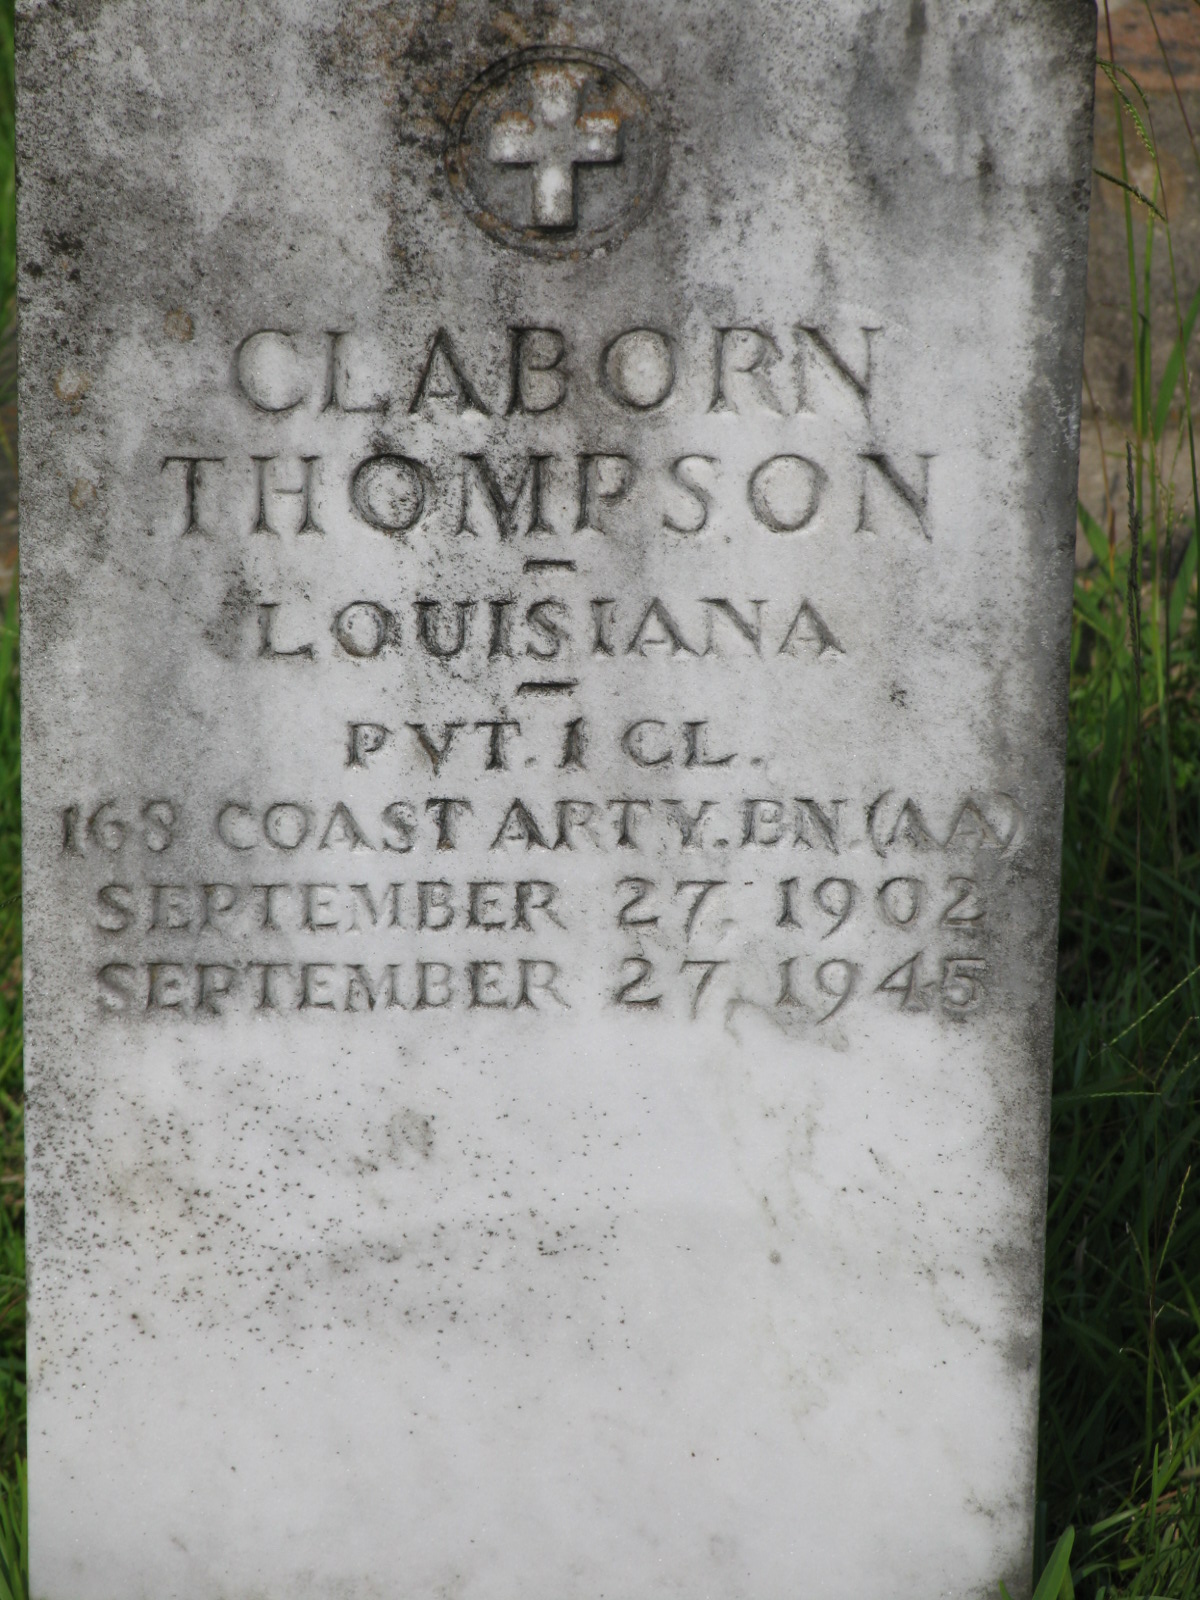 CLABORN
THOMPSON
—
LOUISIANA
—
PVT. 1 CL.
168 COAST ARTY. BN. (AA)
SEPTEMBER 27, 1902
SEPTEMBER 27, 1945